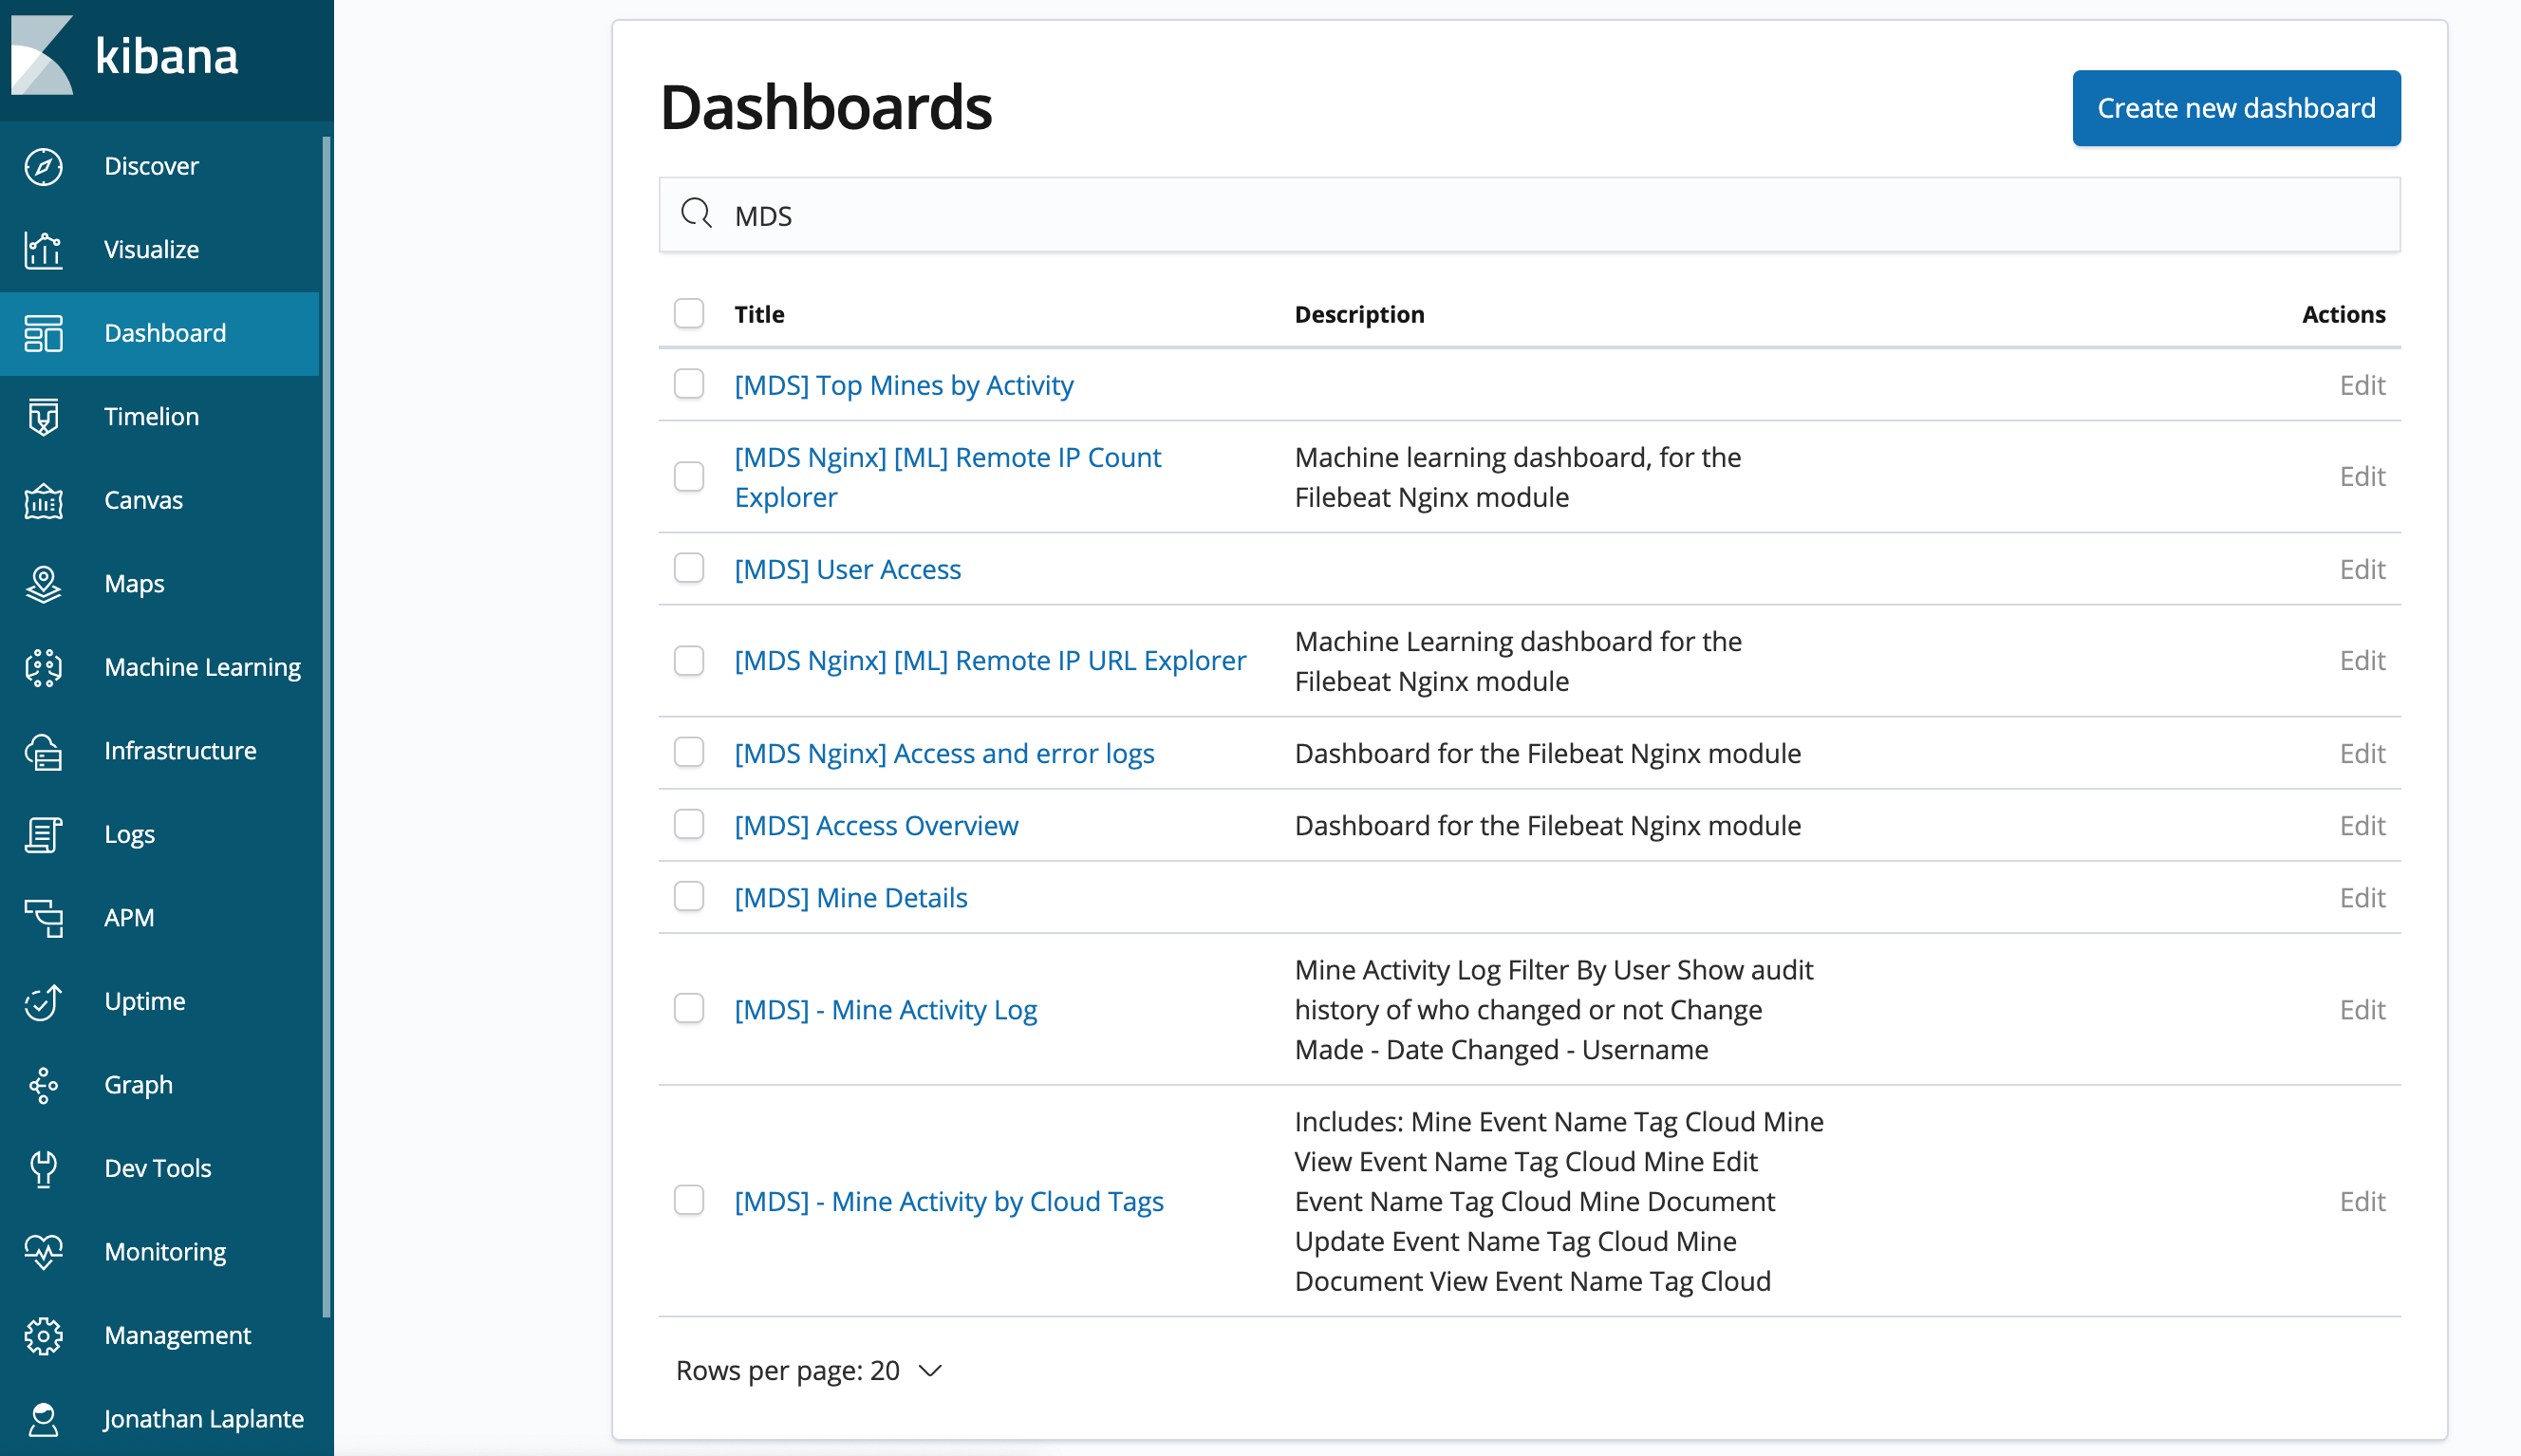 kibana
Discover
Visualize
Dashboard
Timelion
Canvas
Maps
Machine Learning
Infrastructure
Logs
APM
Uptime
Graph
Dev Tools
Monitoring
Management
Jonathan Laplante
Dashboards
Create new dashboard
MDS
Title Description Actions
[MDS] Top Mines by Activity Edit
[MDS Nginx] [ML] Remote IP Count
Explorer
Machine learning dashboard, for the
Filebeat Nginx module
Edit
[MDS] User Access Edit
[MDS Nginx] [ML] Remote IP URL Explorer
Machine Learning dashboard for the
Filebeat Nginx module
Edit
[MDS Nginx] Access and error logs Dashboard for the Filebeat Nginx module Edit
[MDS] Access Overview Dashboard for the Filebeat Nginx module Edit
[MDS] Mine Details Edit
[MDS] - Mine Activity Log
Mine Activity Log Filter By User Show audit
history of who changed or not Change
Made - Date Changed - Username
Edit
[MDS] - Mine Activity by Cloud Tags
Includes: Mine Event Name Tag Cloud Mine
View Event Name Tag Cloud Mine Edit
Event Name Tag Cloud Mine Document
Update Event Name Tag Cloud Mine
Document View Event Name Tag Cloud
Edit
Rows per page: 20